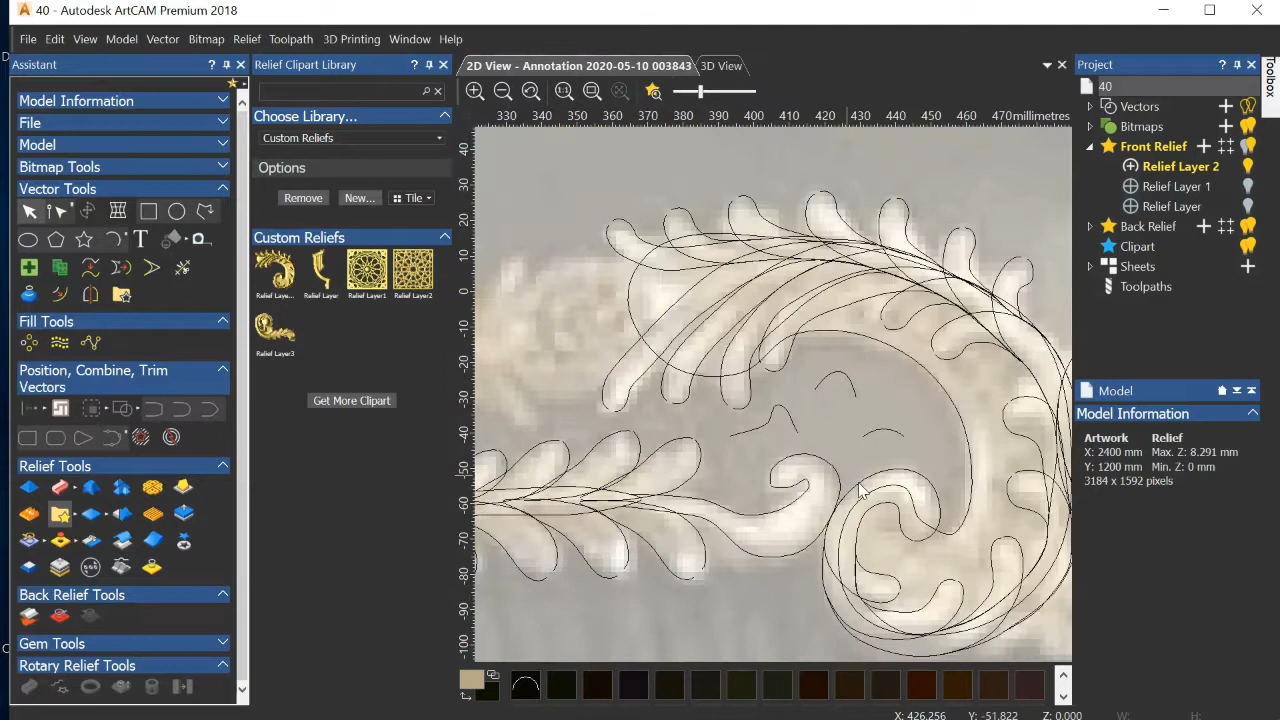 40 - Autodesk ArtCAM Premium 2018
File Edit View Model Vector Bitmap Relief Toolpath 3D Printing Window Help
Assistant
Model Information
File
Model
Bitmap Tools
Vector Tools
Fill Tools
Position, Combine, Trim
Vectors
Relief Tools
Back Relief Tools
Gem Tools
Rotary Relief Tools
Relief Clipart Library
Choose Library...
Custom Reliefs
Options
Remove New... Tile
Custom Reliefs
Relief Laye... Relief Layer Relief Layer1 Relief Layer2
Relief Layer3
Get More Clipart
2D View - Annotation 2020-05-10 003843 3D View
330 340 350 360 370 380 390 400 410 420 430 440 450 460 470 millimetres
40
30
20
10
0
-10
-20
-30
-40
-50
-60
-70
-80
-90
-100
Project
40
Vectors
Bitmaps
Front Relief
Relief Layer 2
Relief Layer 1
Relief Layer
Back Relief
Clipart
Sheets
Toolpaths
Toolbox
Model
Model Information
Artwork Relief
X: 2400 mm Max. Z: 8.291 mm
Y: 1200 mm Min. Z: 0 mm
3184 x 1592 pixels
X: 426.256 Y: -51.822 Z: 0.000 W: H: